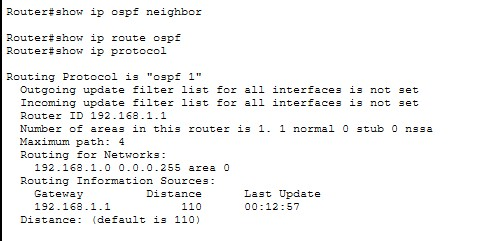 Router#show ip ospf neighbor
Router#show ip route ospf
Router#show ip protocol
Routing Protocol is "ospf 1"
Outgoing update filter list for all interfaces is not set
Incoming update filter list for all interfaces is not set
Router ID 192.168.1.1
Number of areas in this router is 1. 1 normal 0 stub 0 nssa
Maximum path: 4
Routing for Networks:
192.168.1.0 0.0.0.255 area 0
Routing Information Sources:
Gateway Distance Last Update
192.168.1.1 110 00:12:57
Distance: (default is 110)